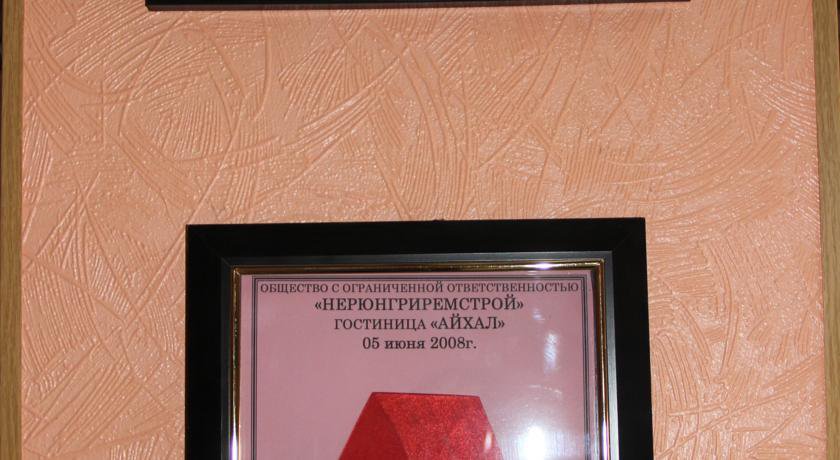 ОБЩЕСТВО С ОГРАНИЧЕННОЙ ОТВЕТСТВЕННОСТЬЮ
«НЕРЮНГРИРЕМСТРОЙ»
ГОСТИНИЦА «АЙХАЛ»
05 июня 2008г.